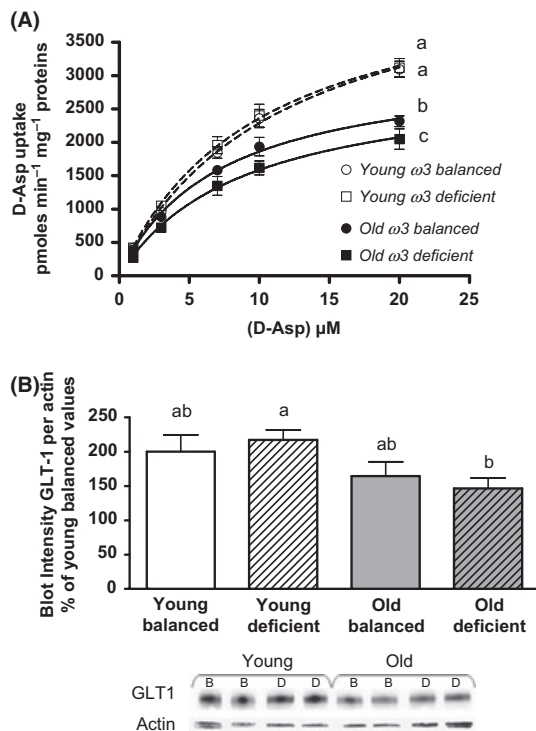 (A)
D-Asp uptake
pmoles min⁻¹ mg⁻¹ proteins
3500
3000
2500
2000
1500
1000
500
0
a
a
b
c
Young ω3 balanced
Young ω3 deficient
Old ω3 balanced
Old ω3 deficient
0 5 10 15 20 25
(D-Asp) μM
(B)
Blot Intensity GLT-1 per actin
% of young balanced values
250
200
150
100
50
0
ab a ab b
Young balanced
Young deficient
Old balanced
Old deficient
Young Old
B B D D B B D D
GLT1
Actin